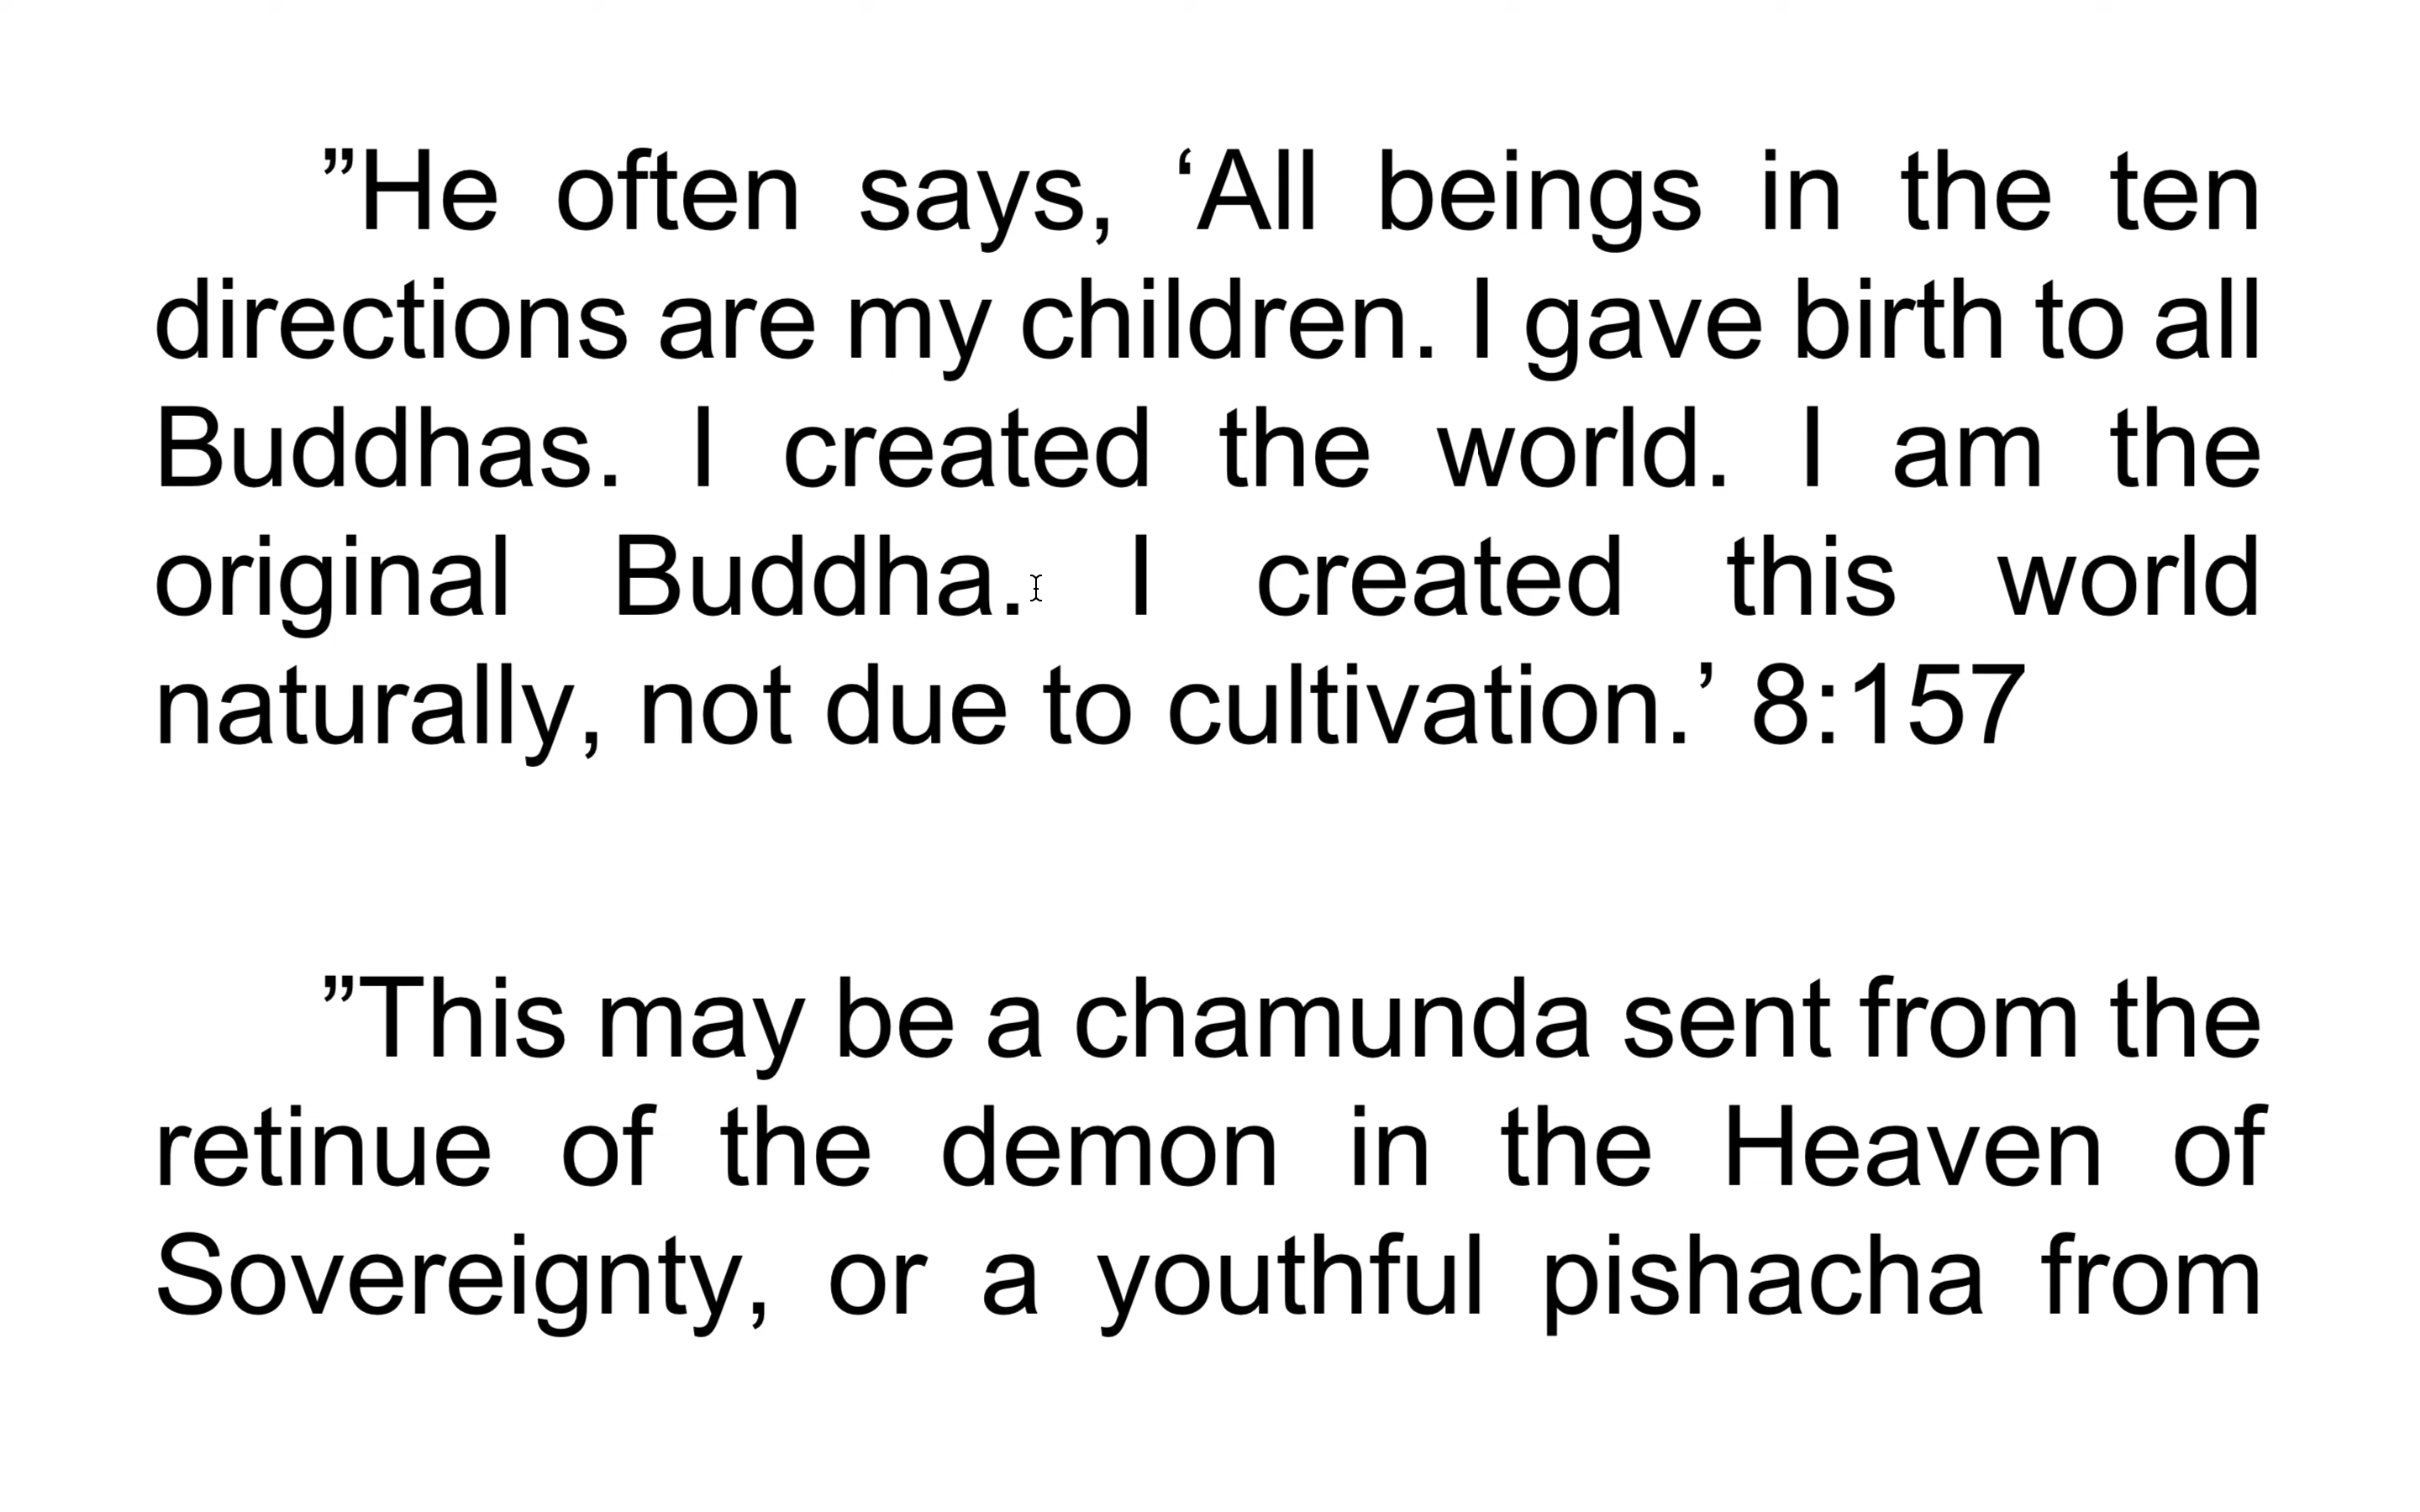 ”He often says, ‘All beings in the ten
directions are my children. I gave birth to all
Buddhas. I created the world. I am the
original Buddha. I created this world
naturally, not due to cultivation.’ 8:157
”This may be a chamunda sent from the
retinue of the demon in the Heaven of
Sovereignty, or a youthful pishacha from